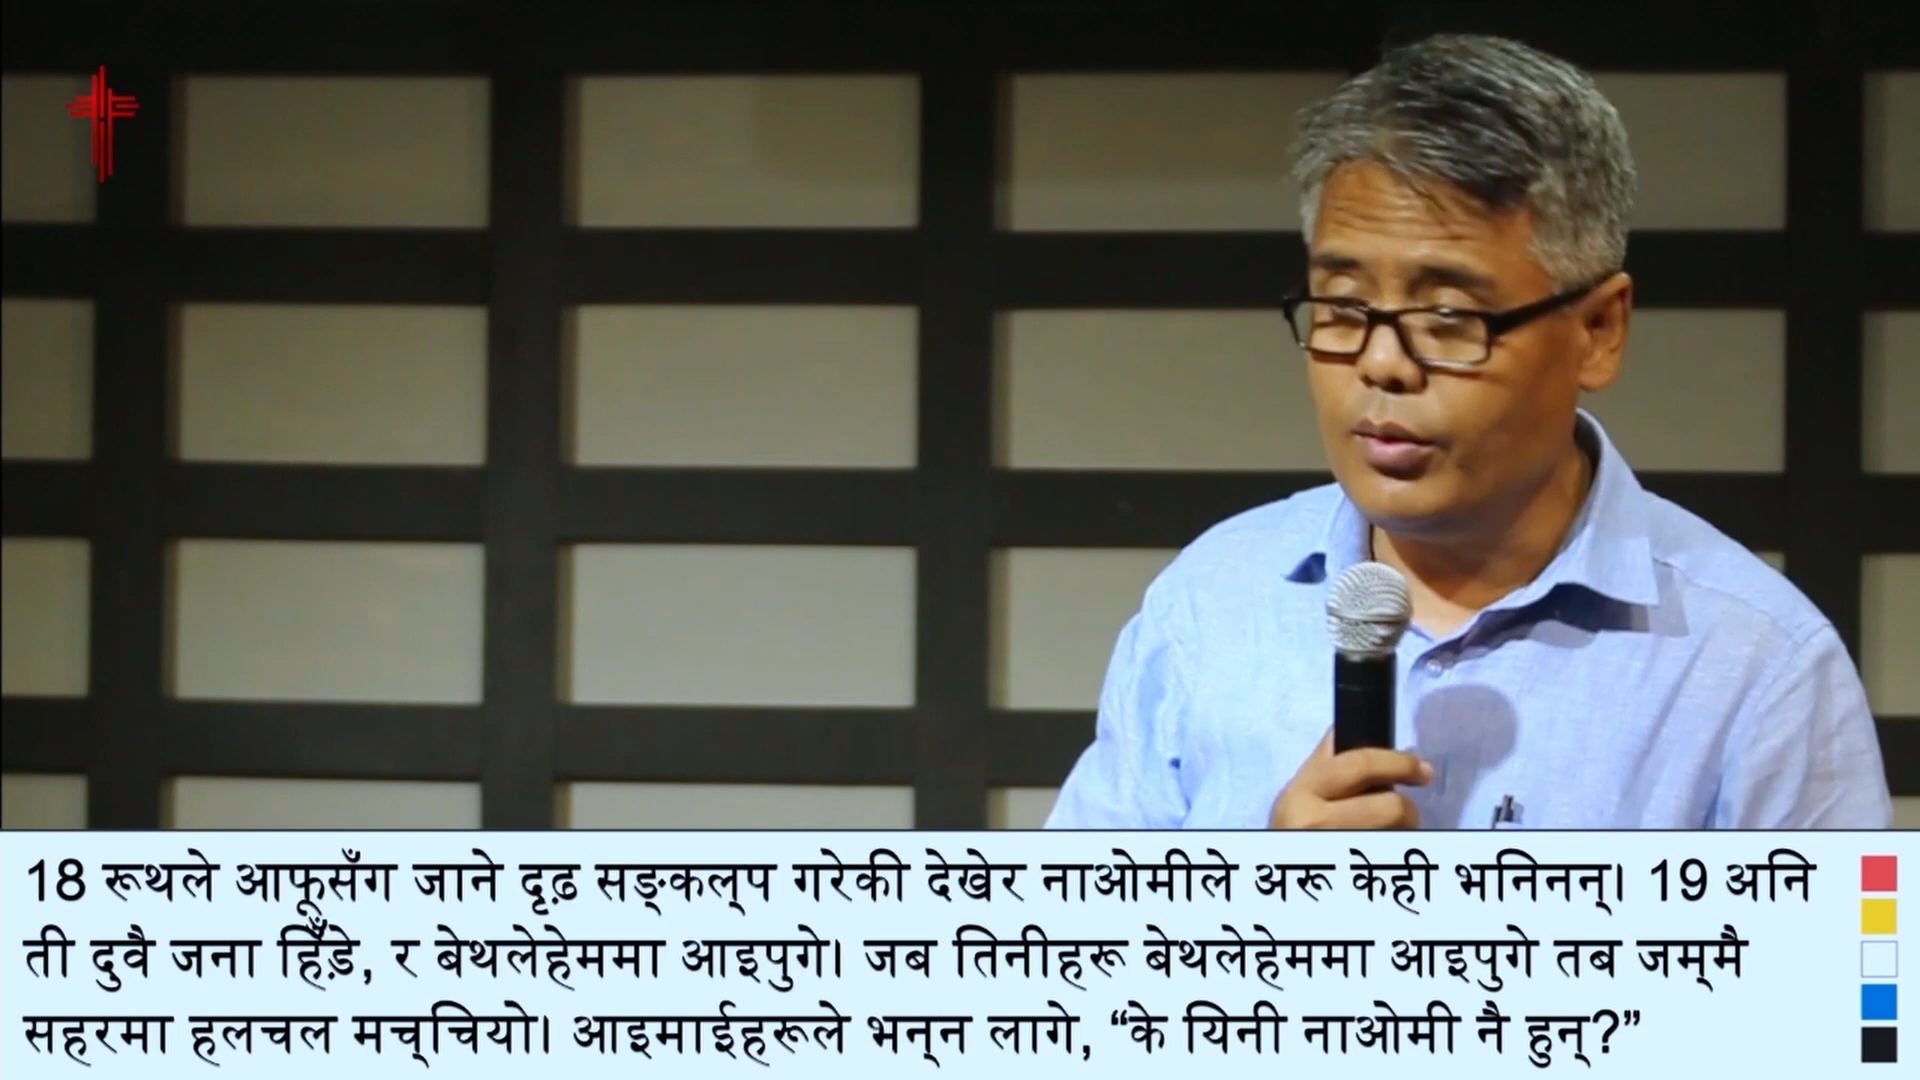 18 रूथले आफूसँग जाने दृढ़ सङ्कल्प गरेकी देखेर नाओमीले अरू केही भनिनन्। 19 अनि
ती दुवै जना हिँड़े, र बेथलेहेममा आइपुगे। जब तिनीहरू बेथलेहेममा आइपुगे तब जम्मै
सहरमा हलचल मच्चियो। आइमाईहरूले भन्न लागे, “के यिनी नाओमी नै हुन्?”